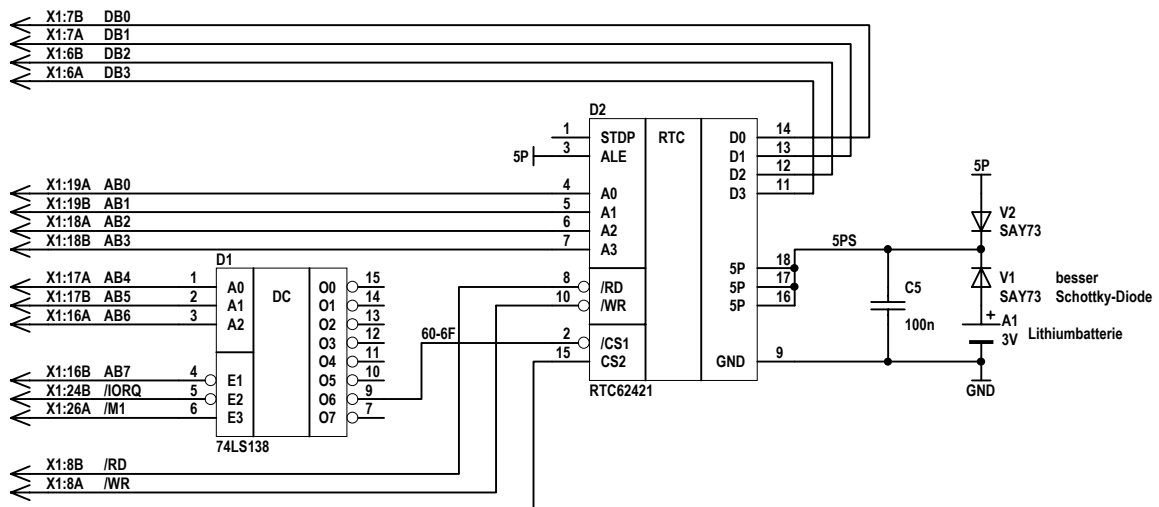 X1:7B DB0
X1:7A DB1
X1:6B DB2
X1:6A DB3
D2
1 STDP RTC D0 14
5P 3 ALE D1 13
D2 12
D3 11
X1:19A AB0 4 A0
X1:19B AB1 5 A1
X1:18A AB2 6 A2
X1:18B AB3 7 A3
5P
V2
SAY73
5PS
D1
X1:17A AB4 1 A0 DC O0 15
X1:17B AB5 2 A1 O1 14
X1:16A AB6 3 A2 O2 13
O3 12
O4 11
X1:16B AB7 4 E1 O5 10
X1:24B /IORQ 5 E2 O6 9
X1:26A /M1 6 E3 O7 7
74LS138
60-6F
8 /RD 5P 18
10 /WR 5P 17
5P 16
2 /CS1
15 CS2 GND 9
RTC62421
C5
100n
V1
SAY73
besser
Schottky-Diode
+ A1
3V Lithiumbatterie
GND
X1:8B /RD
X1:8A /WR